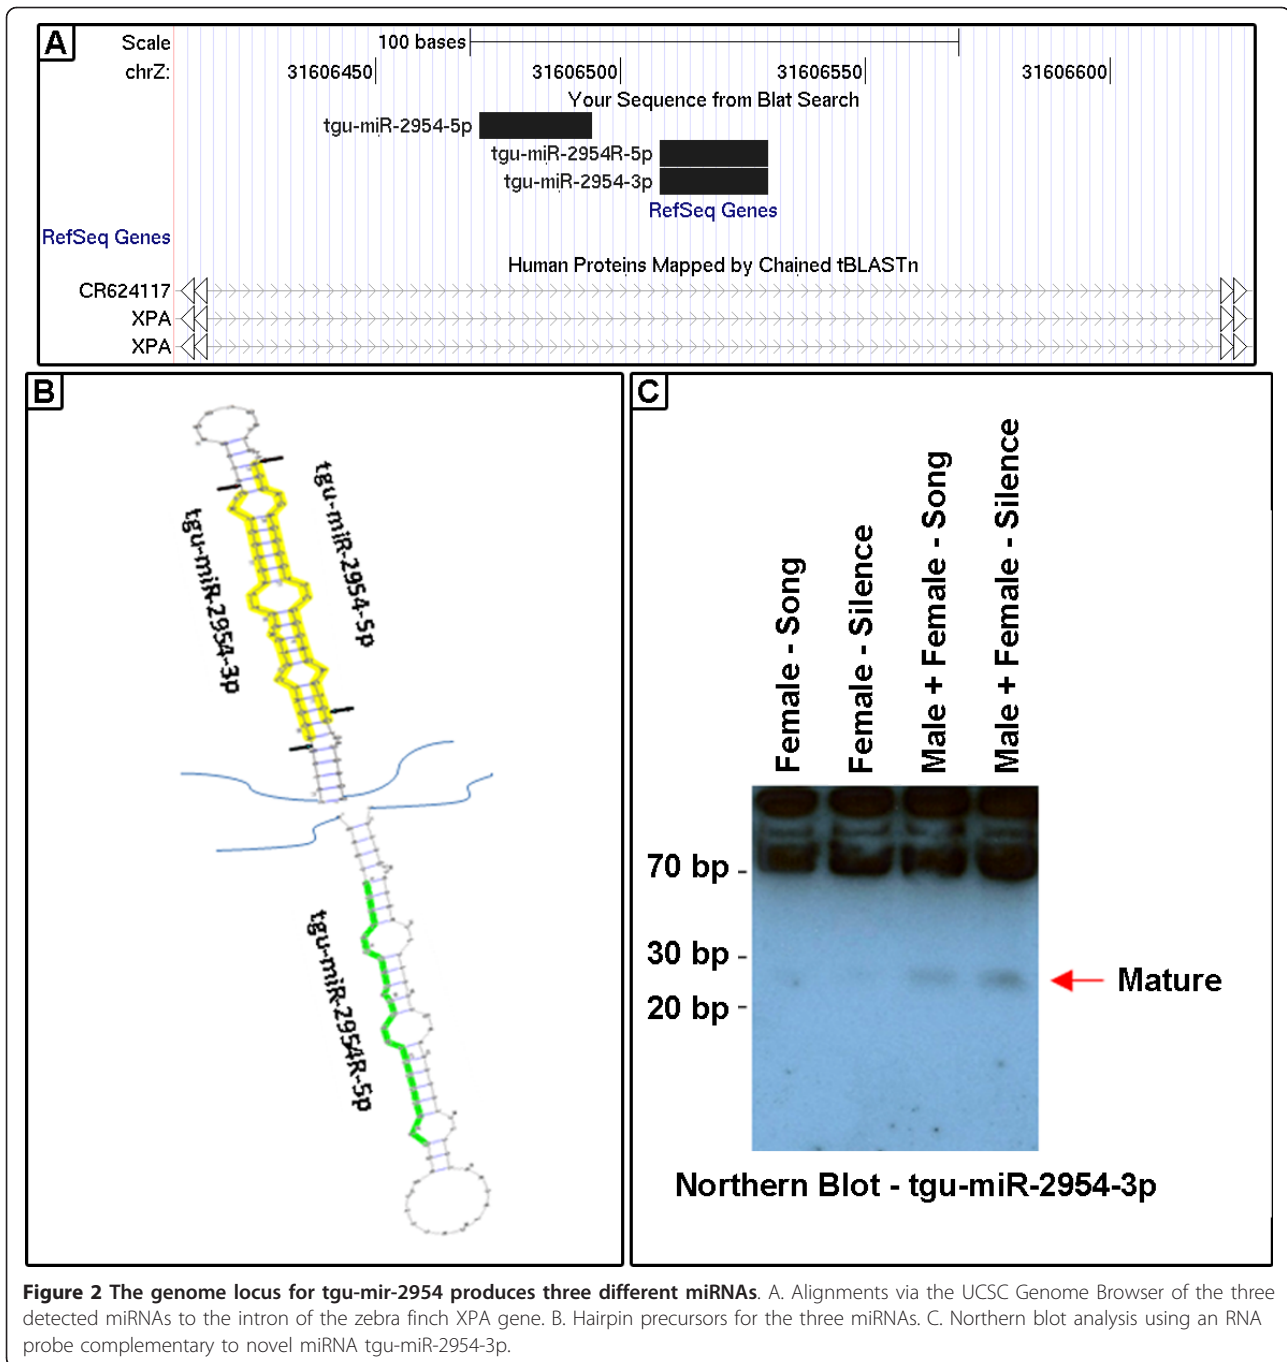 A
Scale
100 bases
chrZ:
31606450
31606500
31606550
31606600
Your Sequence from Blat Search
tgu-miR-2954-5p
tgu-miR-2954R-5p
tgu-miR-2954-3p
RefSeq Genes
RefSeq Genes
Human Proteins Mapped by Chained tBLASTn
CR624117
XPA
XPA
B
tgu-miR-2954-5p
tgu-miR-2954-3p
tgu-miR-2954R-5p
C
Female - Song
Female - Silence
Male + Female - Song
Male + Female - Silence
70 bp
30 bp
20 bp
Mature
Northern Blot - tgu-miR-2954-3p
Figure 2 The genome locus for tgu-mir-2954 produces three different miRNAs. A. Alignments via the UCSC Genome Browser of the three
detected miRNAs to the intron of the zebra finch XPA gene. B. Hairpin precursors for the three miRNAs. C. Northern blot analysis using an RNA
probe complementary to novel miRNA tgu-miR-2954-3p.